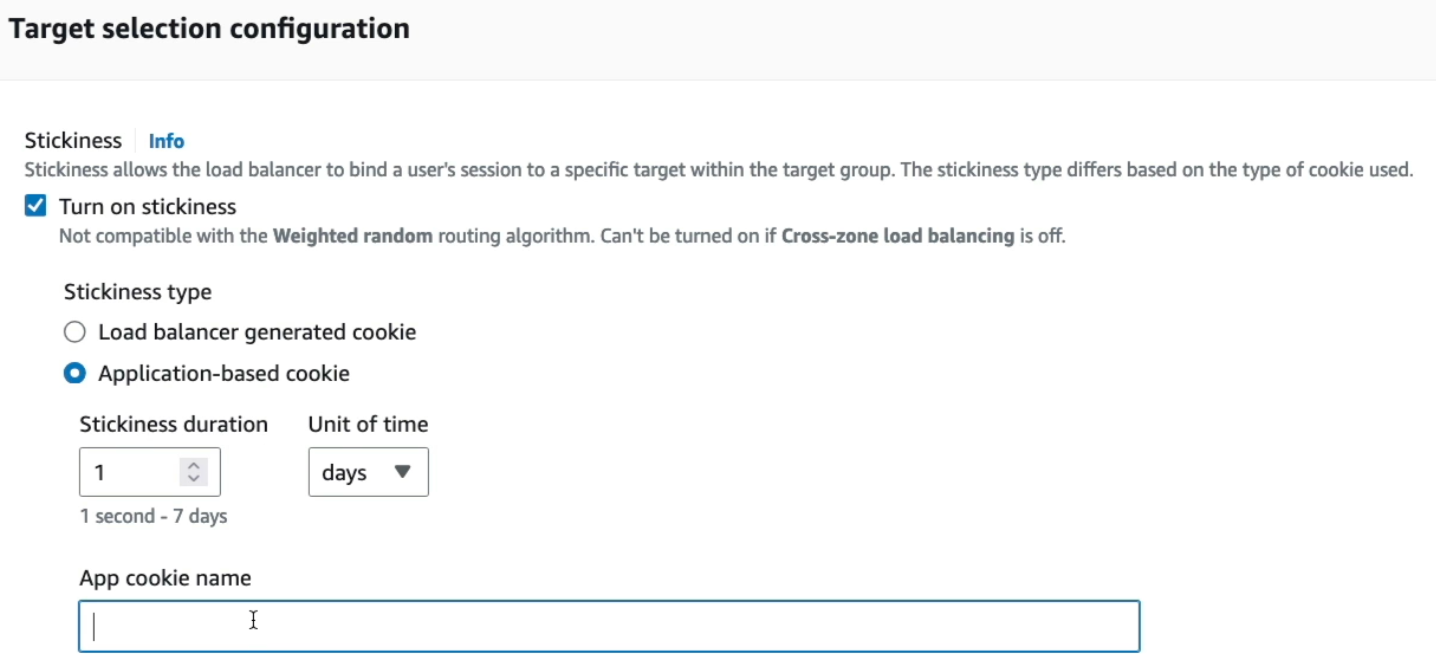 Target selection configuration
Stickiness Info
Stickiness allows the load balancer to bind a user's session to a specific target within the target group. The stickiness type differs based on the type of cookie used.
Turn on stickiness
Not compatible with the Weighted random routing algorithm. Can't be turned on if Cross-zone load balancing is off.
Stickiness type
Load balancer generated cookie
Application-based cookie
Stickiness duration Unit of time
1 days
1 second - 7 days
App cookie name